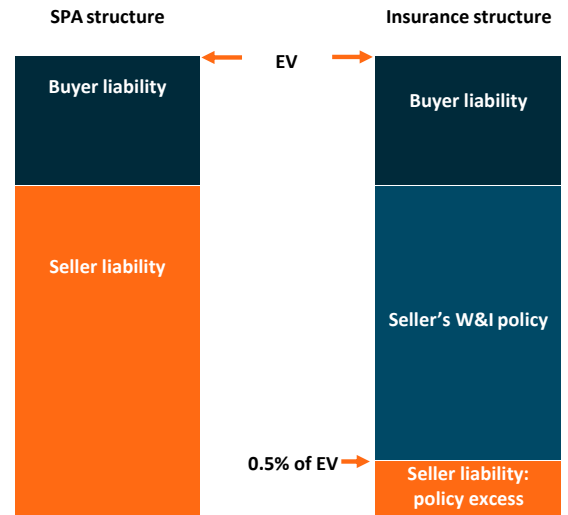 SPA structure
Insurance structure
EV
Buyer liability
Buyer liability
Seller liability
Seller's W&I policy
0.5% of EV
Seller liability:
policy excess